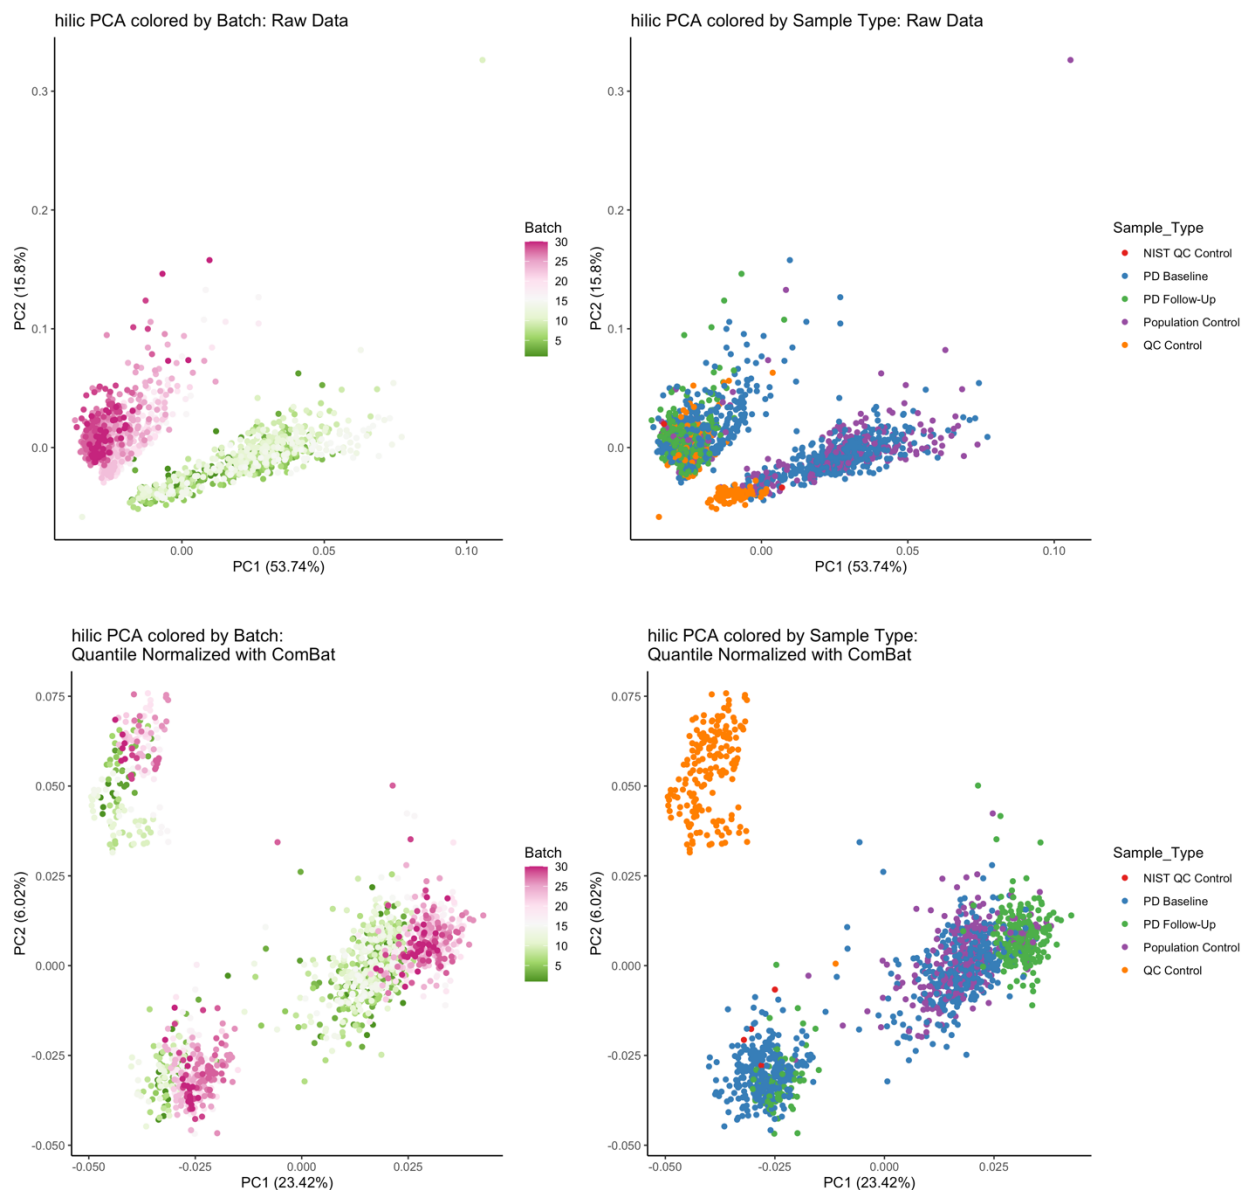 hilic PCA colored by Batch: Raw Data
0.3
0.2
0.1
0.0
PC2 (15.8%)
0.00
0.05
0.10
PC1 (53.74%)
Batch
30
25
20
15
10
5
hilic PCA colored by Sample Type: Raw Data
0.3
0.2
0.1
0.0
PC2 (15.8%)
0.00
0.05
0.10
PC1 (53.74%)
Sample_Type
NIST QC Control
PD Baseline
PD Follow-Up
Population Control
QC Control
hilic PCA colored by Batch:
Quantile Normalized with ComBat
0.075
0.050
0.025
0.000
-0.025
-0.050
PC2 (6.02%)
-0.050
-0.025
0.000
0.025
PC1 (23.42%)
Batch
30
25
20
15
10
5
hilic PCA colored by Sample Type:
Quantile Normalized with ComBat
0.075
0.050
0.025
0.000
-0.025
-0.050
PC2 (6.02%)
-0.050
-0.025
0.000
0.025
PC1 (23.42%)
Sample_Type
NIST QC Control
PD Baseline
PD Follow-Up
Population Control
QC Control